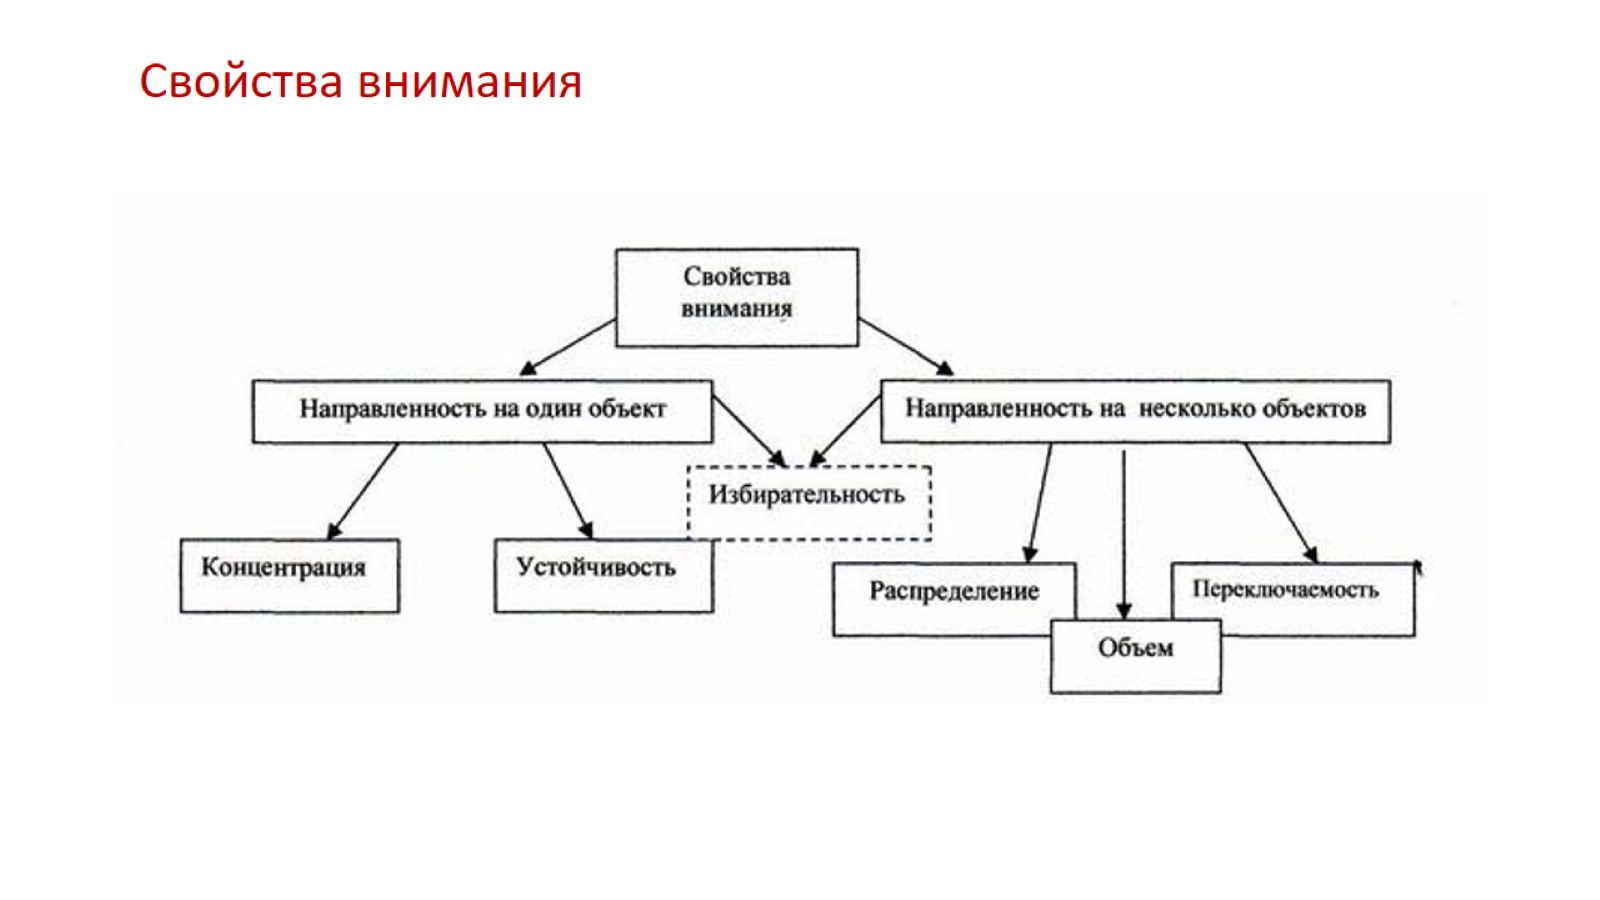 Свойства внимания
Свойства
внимания
Направленность на один объект
Направленность на несколько объектов
Избирательность
Концентрация
Устойчивость
Распределение
Переключаемость
Объем